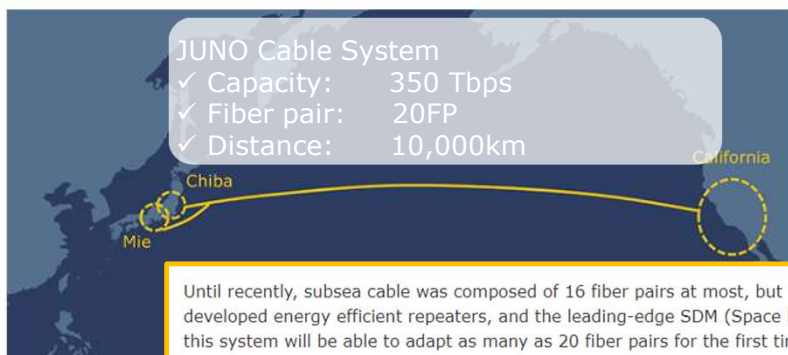 JUNO Cable System
✓ Capacity: 350 Tbps
✓ Fiber pair: 20FP
✓ Distance: 10,000km
California
Chiba
Mie
Until recently, subsea cable was composed of 16 fiber pairs at most, but
developed energy efficient repeaters, and the leading-edge SDM (Space
this system will be able to adapt as many as 20 fiber pairs for the first